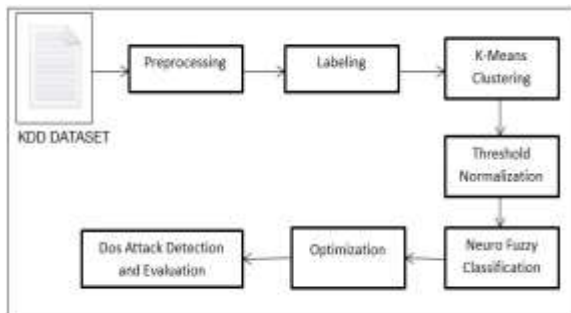 KDD DATASET
Preprocessing
Labeling
K-Means
Clustering
Threshold
Normalization
Neuro Fuzzy
Classification
Optimization
Dos Attack Detection
and Evaluation